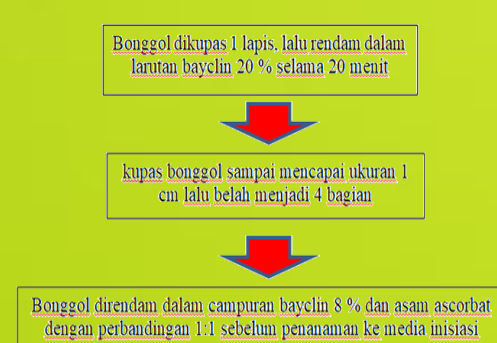 Bonggol dikupas 1 lapis, lalu rendam dalam
larutan bayclin 20 % selama 20 menit
kupas bonggol sampai mencapai ukuran 1
cm lalu belah menjadi 4 bagian
Bonggol direndam dalam campuran bayclin 8 % dan asam ascorbat
dengan perbandingan 1:1 sebelum penanaman ke media inisiasi